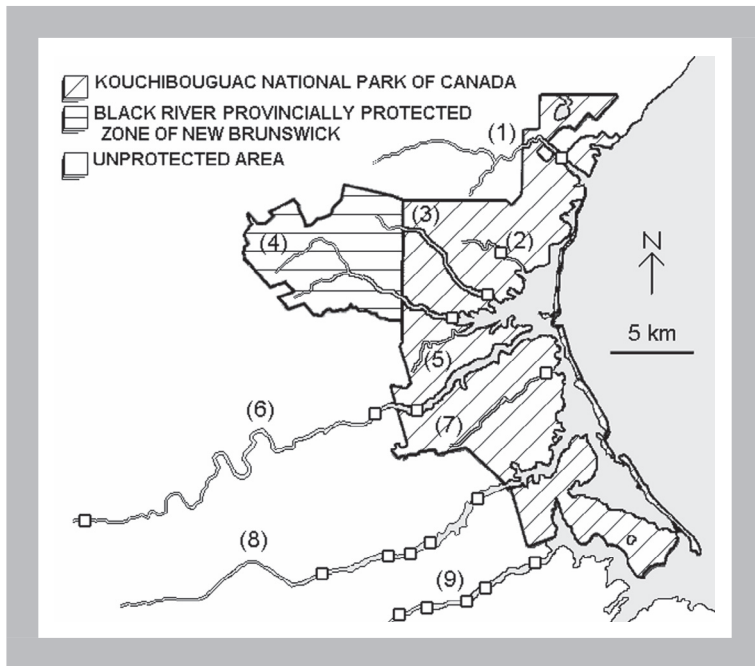 KOUCHIBOUGUAC NATIONAL PARK OF CANADA
BLACK RIVER PROVINCIALLY PROTECTED
ZONE OF NEW BRUNSWICK
UNPROTECTED AREA
(1)
(3)
(2)
(4)
N
5 km
(5)
(6)
(7)
(8)
(9)